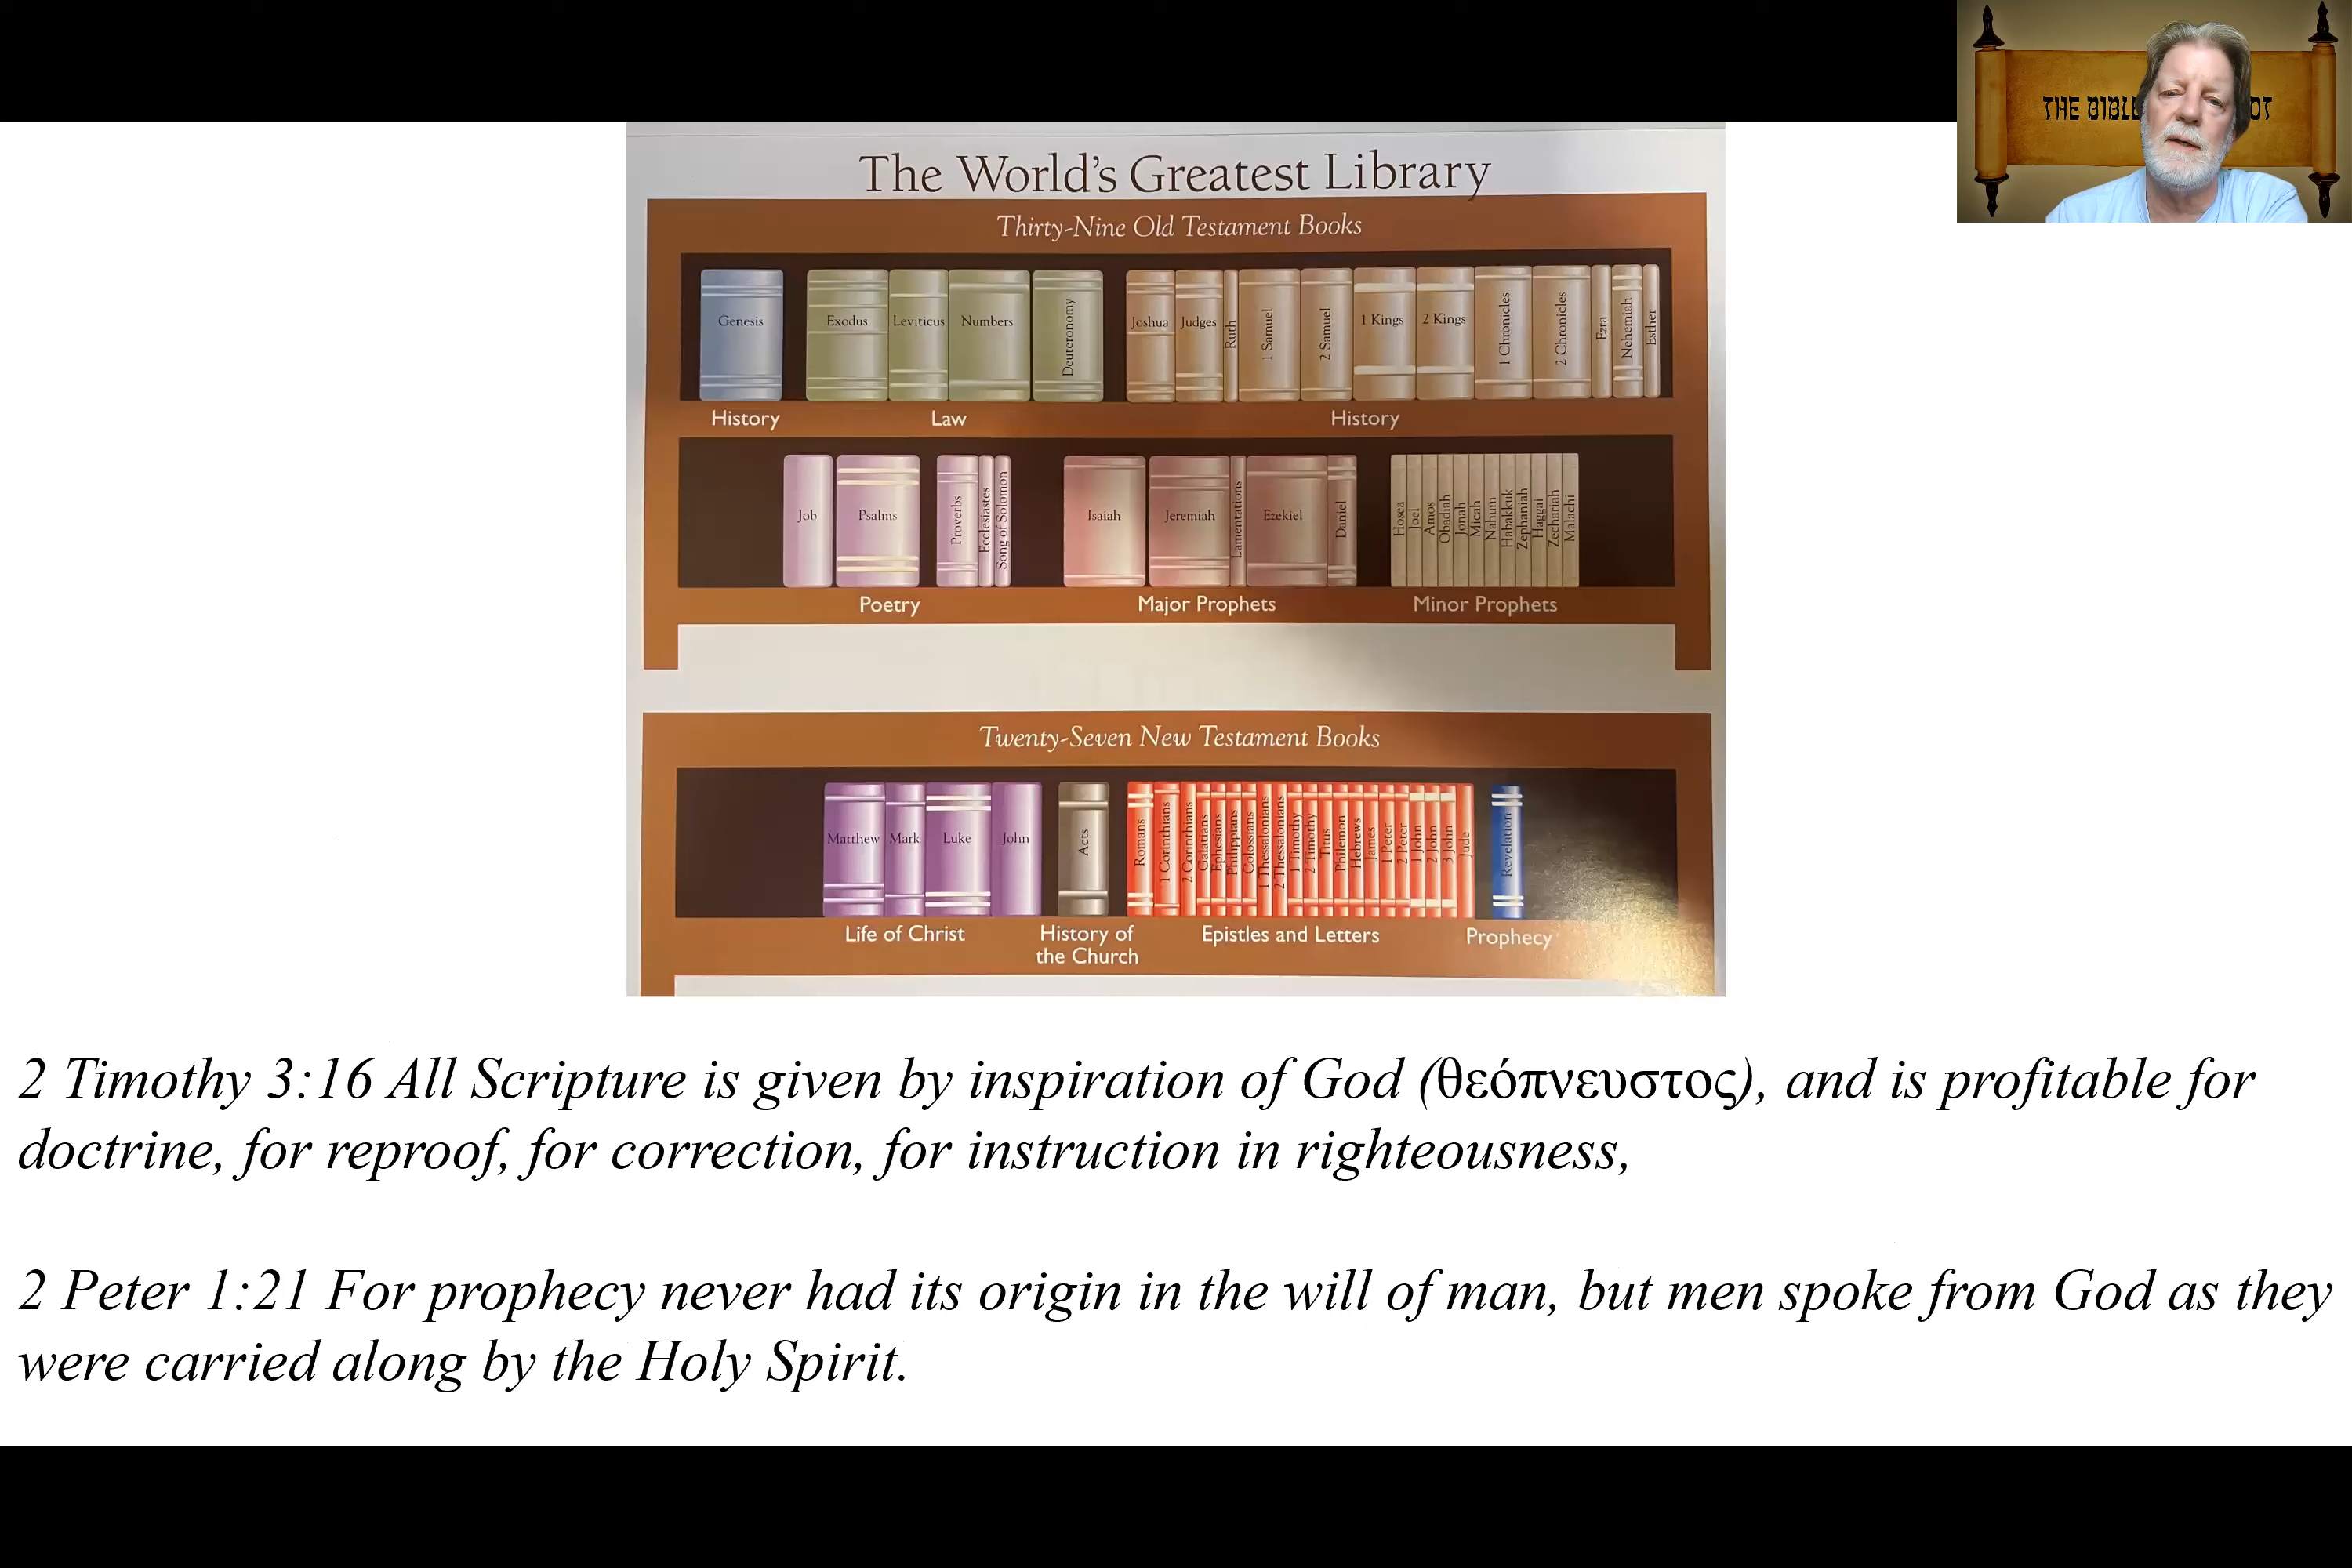 THE BIBLE OT
The World's Greatest Library
Thirty-Nine Old Testament Books
Genesis Exodus Leviticus Numbers Deuteronomy Joshua Judges Ruth 1 Samuel 2 Samuel 1 Kings 2 Kings 1 Chronicles 2 Chronicles Ezra Nehemiah Esther
History Law History
Job Psalms Proverbs Ecclesiastes Song of Solomon Isaiah Jeremiah Lamentations Ezekiel Daniel Hosea Joel Amos Obadiah Jonah Micah Nahum Habakkuk Zephaniah Haggai Zechariah Malachi
Poetry Major Prophets Minor Prophets
Twenty-Seven New Testament Books
Matthew Mark Luke John Acts Romans 1 Corinthians 2 Corinthians Galatians Ephesians Philippians Colossians 1 Thessalonians 2 Thessalonians 1 Timothy 2 Timothy Titus Philemon Hebrews James 1 Peter 2 Peter 1 John 2 John 3 John Jude Revelation
Life of Christ History of the Church Epistles and Letters Prophecy
2 Timothy 3:16 All Scripture is given by inspiration of God (θεόπνευστος), and is profitable for
doctrine, for reproof, for correction, for instruction in righteousness,
2 Peter 1:21 For prophecy never had its origin in the will of man, but men spoke from God as they
were carried along by the Holy Spirit.